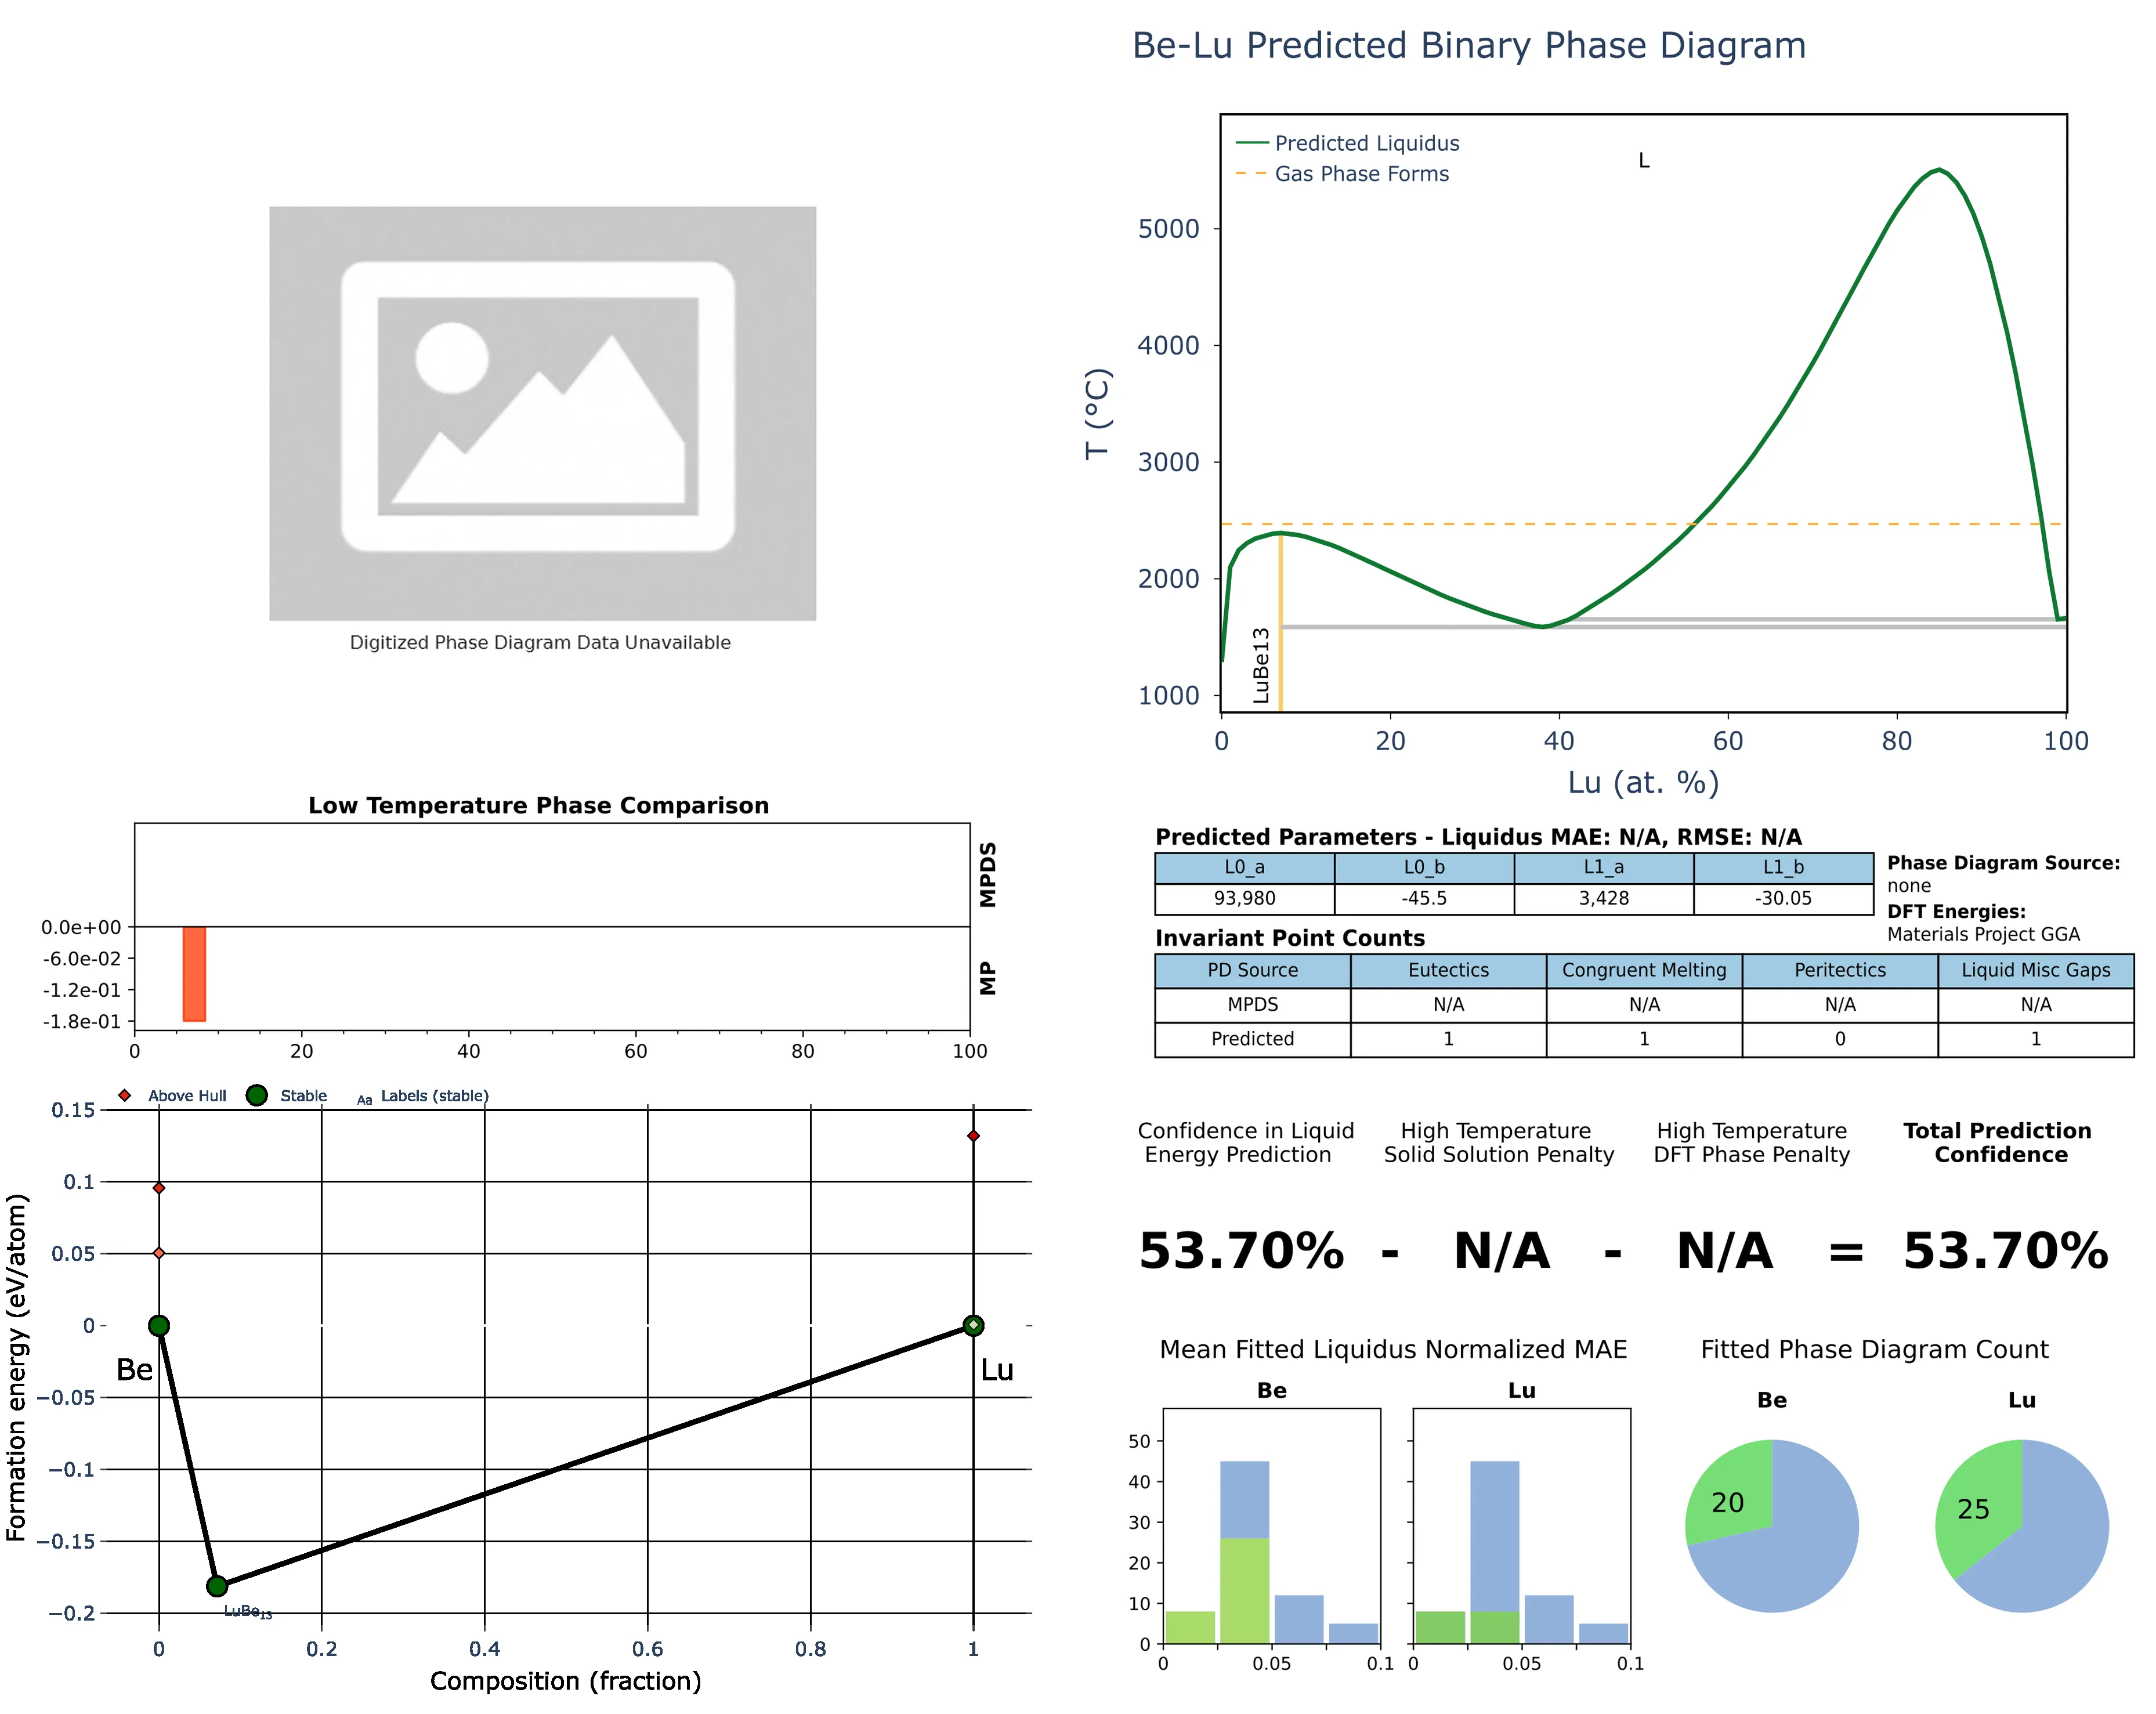 Be-Lu Predicted Binary Phase Diagram
Predicted Liquidus
Gas Phase Forms
L
T (°C)
5000
4000
3000
2000
1000
LuBe13
0 20 40 60 80 100
Lu (at. %)
Digitized Phase Diagram Data Unavailable
Low Temperature Phase Comparison
MPDS
MP
0.0e+00
-6.0e-02
-1.2e-01
-1.8e-01
0 20 40 60 80 100
Predicted Parameters - Liquidus MAE: N/A, RMSE: N/A
L0_a L0_b L1_a L1_b
93,980 -45.5 3,428 -30.05
Phase Diagram Source:
none
DFT Energies:
Materials Project GGA
Invariant Point Counts
PD Source Eutectics Congruent Melting Peritectics Liquid Misc Gaps
MPDS N/A N/A N/A N/A
Predicted 1 1 0 1
Above Hull Stable Aa Labels (stable)
Formation energy (eV/atom)
0.15
0.1
0.05
0
−0.05
−0.1
−0.15
−0.2
Be
Lu
LuBe13
0 0.2 0.4 0.6 0.8 1
Composition (fraction)
Confidence in Liquid
Energy Prediction
High Temperature
Solid Solution Penalty
High Temperature
DFT Phase Penalty
Total Prediction
Confidence
53.70% - N/A - N/A = 53.70%
Mean Fitted Liquidus Normalized MAE
Be
Lu
50
40
30
20
10
0
0 0.05 0.1
0 0.05 0.1
Fitted Phase Diagram Count
Be
Lu
20
25